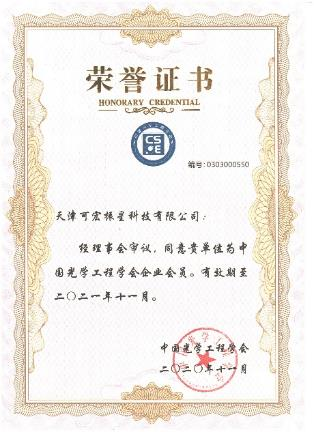 荣誉证书
HONORARY CREDENTIAL
CSOE
编号:0303000550
天津可宏振星科技有限公司:
经理事会审议,同意贵单位为中
国光学工程学会企业会员。有效期至
二〇二一年十一月。
中国光学工程学会
二〇二〇年十一月